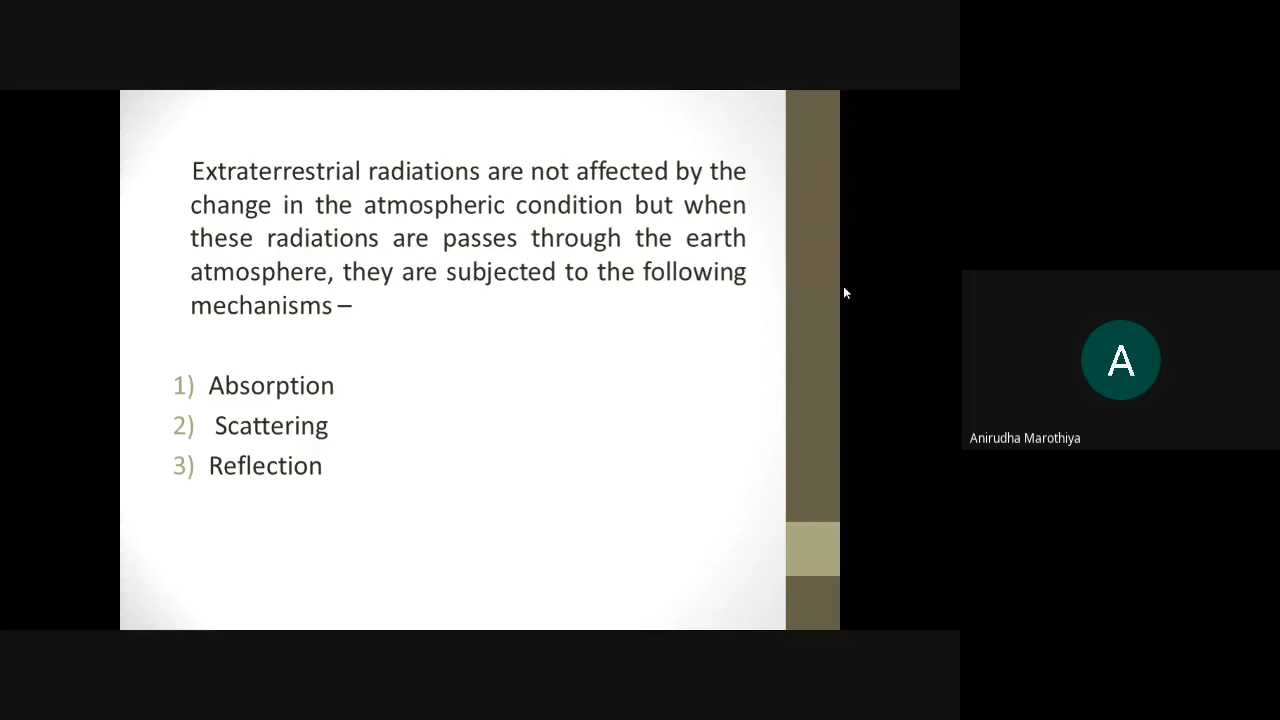 Extraterrestrial radiations are not affected by the
change in the atmospheric condition but when
these radiations are passes through the earth
atmosphere, they are subjected to the following
mechanisms –
1) Absorption
2) Scattering
3) Reflection
A
Anirudha Marothiya